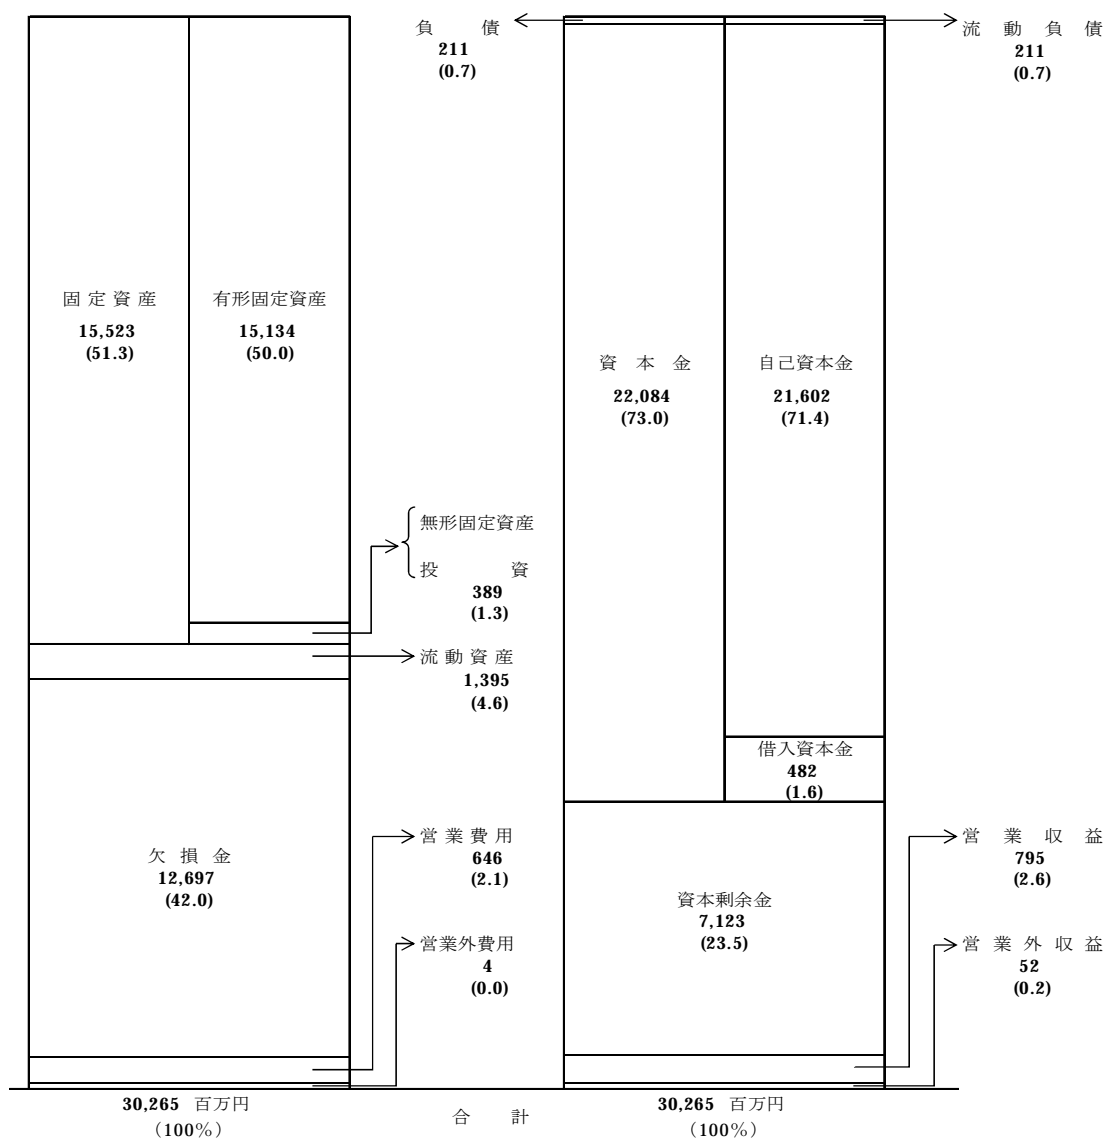 負債
211
(0.7)
流動負債
211
(0.7)
固定資産
15,523
(51.3)
有形固定資産
15,134
(50.0)
資本金
22,084
(73.0)
自己資本金
21,602
(71.4)
無形固定資産
投資
389
(1.3)
流動資産
1,395
(4.6)
借入資本金
482
(1.6)
欠損金
12,697
(42.0)
営業費用
646
(2.1)
営業外費用
4
(0.0)
資本剰余金
7,123
(23.5)
営業収益
795
(2.6)
営業外収益
52
(0.2)
30,265 百万円
（100％）
合計
30,265 百万円
（100％）